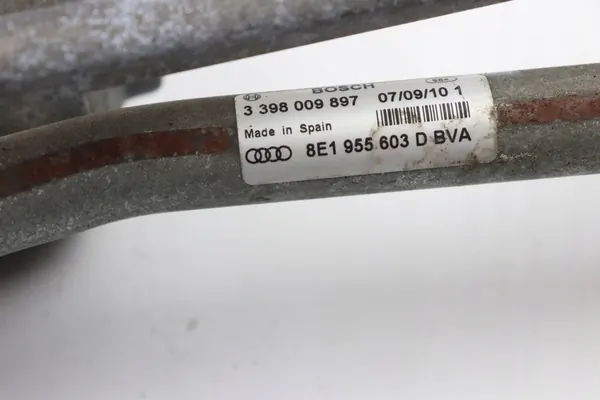 BOSCH
3 398 009 897 07/09/10 1
Made in Spain
8E1 955 603 D BVA